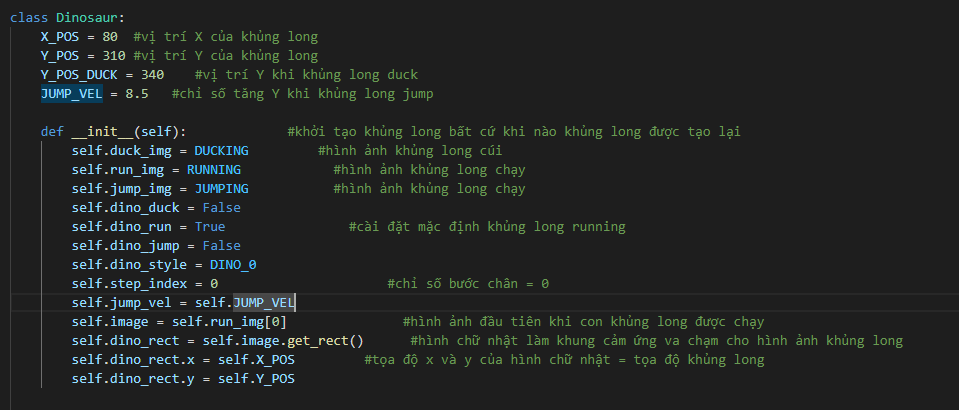 class Dinosaur:
    X_POS = 80  #vị trí X của khủng long
    Y_POS = 310 #vị trí Y của khủng long
    Y_POS_DUCK = 340    #vị trí Y khi khủng long duck
    JUMP_VEL = 8.5   #chỉ số tăng Y khi khủng long jump

    def __init__(self):             #khởi tạo khủng long bất cứ khi nào khủng long được tạo lại
        self.duck_img = DUCKING         #hình ảnh khủng long cúi
        self.run_img = RUNNING                #hình ảnh khủng long chạy
        self.jump_img = JUMPING           #hình ảnh khủng long chạy
        self.dino_duck = False
        self.dino_run = True                #cài đặt mặc định khủng long running
        self.dino_jump = False
        self.dino_style = DINO_0
        self.step_index = 0                      #chỉ số bước chân = 0
        self.jump_vel = self.JUMP_VEL
        self.image = self.run_img[0]               #hình ảnh đầu tiên khi con khủng long được chạy
        self.dino_rect = self.image.get_rect()      #hình chữ nhật làm khung cảm ứng va chạm cho hình ảnh khủng long
        self.dino_rect.x = self.X_POS         #tọa độ x và y của hình chữ nhật = tọa độ khủng long
        self.dino_rect.y = self.Y_POS